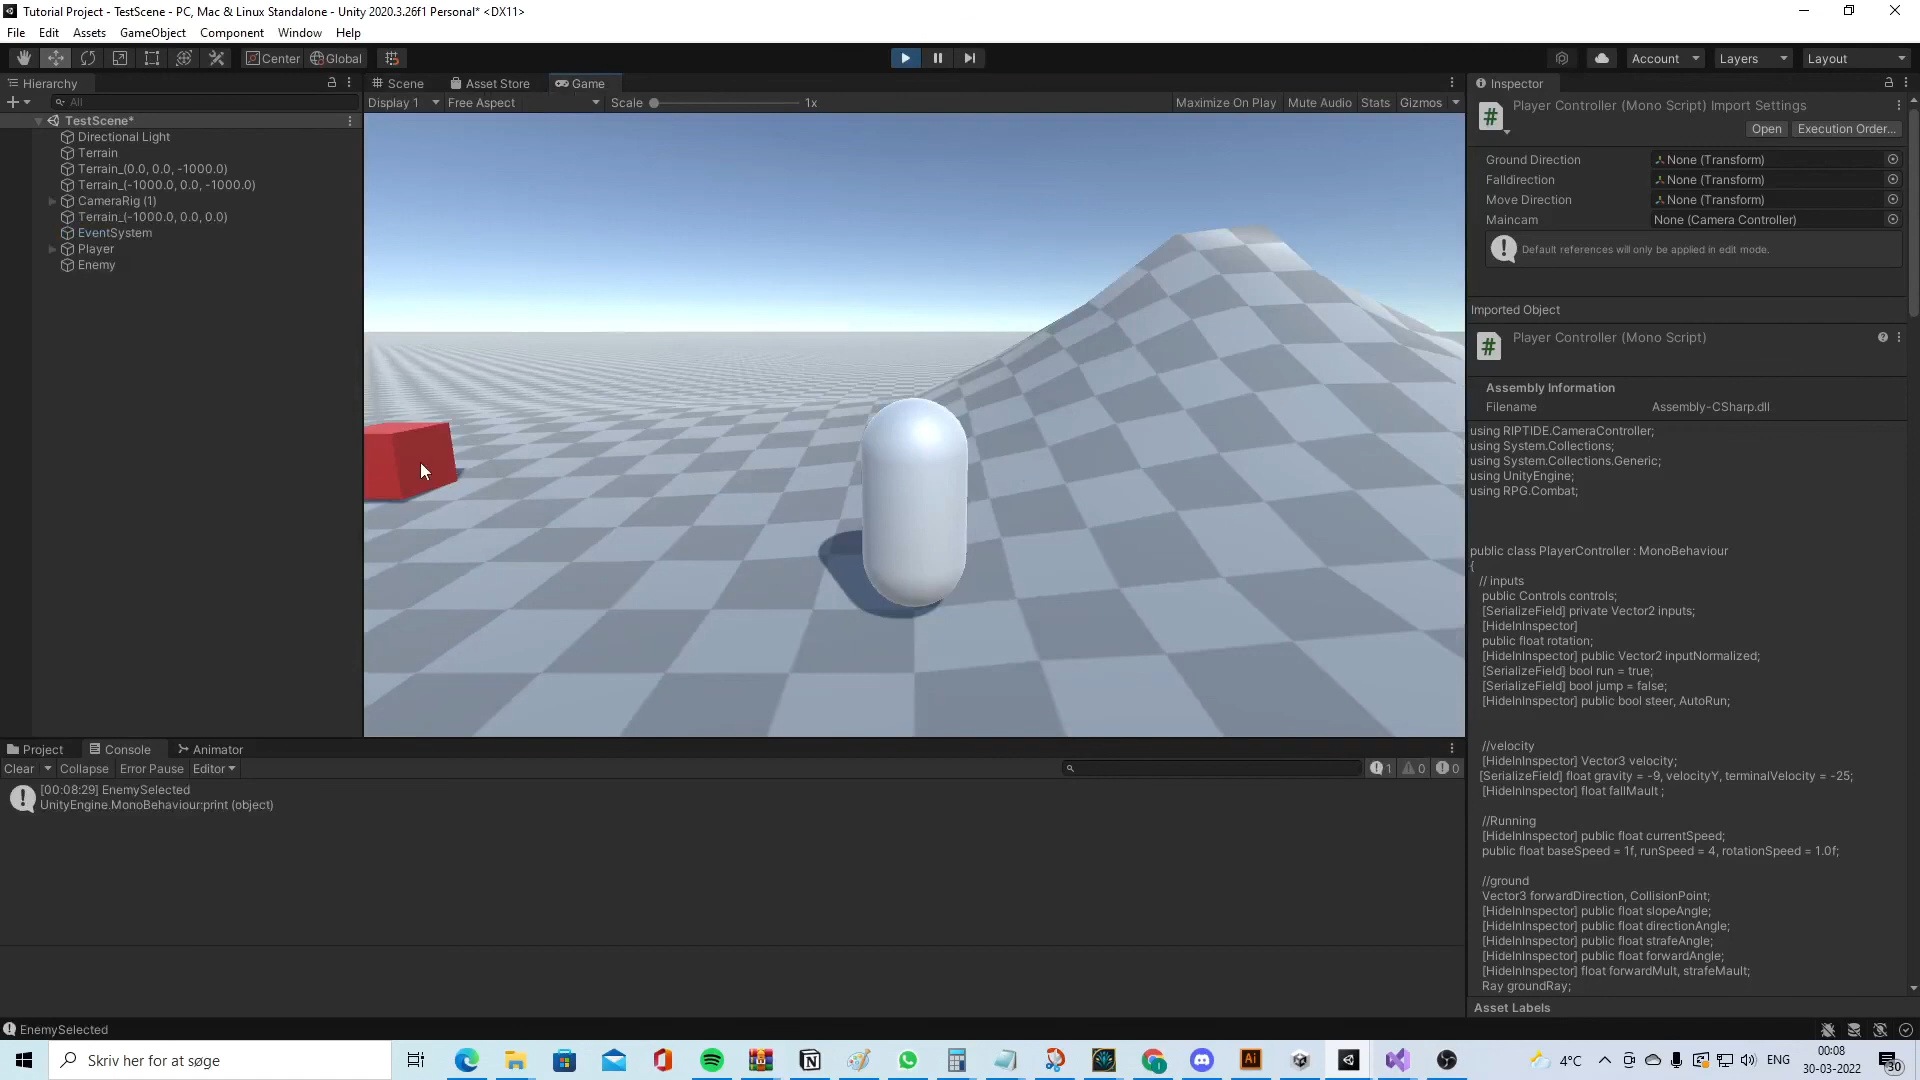 Tutorial Project - TestScene - PC, Mac & Linux Standalone - Unity 2020.3.26f1 Personal* <DX11>
File Edit Assets GameObject Component Window Help
Center Global
Account Layers Layout
Hierarchy
Scene Asset Store Game
Inspector
All
Display 1 Free Aspect Scale 1x Maximize On Play Mute Audio Stats Gizmos
TestScene*
Directional Light
Terrain
Terrain_(0.0, 0.0, -1000.0)
Terrain_(-1000.0, 0.0, -1000.0)
CameraRig (1)
Terrain_(-1000.0, 0.0, 0.0)
EventSystem
Player
Enemy
Player Controller (Mono Script) Import Settings
Open Execution Order...
Ground Direction None (Transform)
Falldirection None (Transform)
Move Direction None (Transform)
Maincam None (Camera Controller)
Default references will only be applied in edit mode.
Imported Object
Player Controller (Mono Script)
Assembly Information
Filename Assembly-CSharp.dll
using RIPTIDE.CameraController;
using System.Collections;
using System.Collections.Generic;
using UnityEngine;
using RPG.Combat;
public class PlayerController : MonoBehaviour
{
// inputs
public Controls controls;
[SerializeField] private Vector2 inputs;
[HideInInspector]
public float rotation;
[HideInInspector] public Vector2 inputNormalized;
[SerializeField] bool run = true;
[SerializeField] bool jump = false;
[HideInInspector] public bool steer, AutoRun;
//velocity
[HideInInspector] Vector3 velocity;
[SerializeField] float gravity = -9, velocityY, terminalVelocity = -25;
[HideInInspector] float fallMault ;
//Running
[HideInInspector] public float currentSpeed;
public float baseSpeed = 1f, runSpeed = 4, rotationSpeed = 1.0f;
//ground
Vector3 forwardDirection, CollisionPoint;
[HideInInspector] public float slopeAngle;
[HideInInspector] public float directionAngle;
[HideInInspector] public float strafeAngle;
[HideInInspector] public float forwardAngle;
[HideInInspector] float forwardMult, strafeMault;
Ray groundRay;
Asset Labels
Project Console Animator
Clear Collapse Error Pause Editor 1 0 0
[00:08:29] EnemySelected
UnityEngine.MonoBehaviour:print (object)
EnemySelected
Skriv her for at søge
4°C ENG 00:08
30-03-2022
30